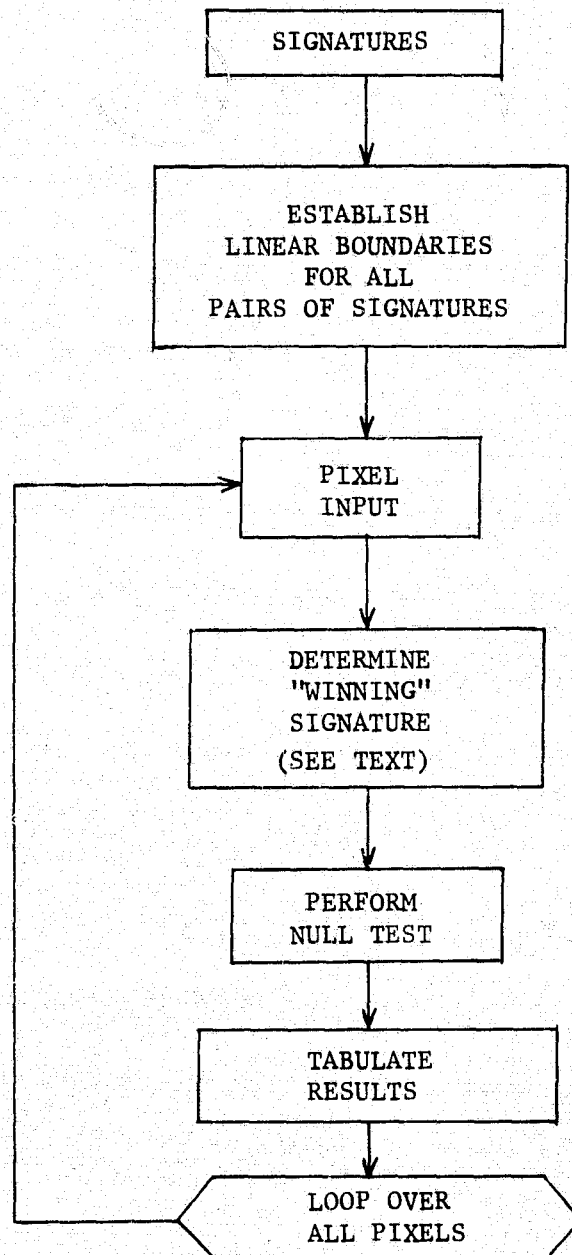 SIGNATURES
ESTABLISH
LINEAR BOUNDARIES
FOR ALL
PAIRS OF SIGNATURES
PIXEL
INPUT
DETERMINE
"WINNING"
SIGNATURE
(SEE TEXT)
PERFORM
NULL TEST
TABULATE
RESULTS
LOOP OVER
ALL PIXELS